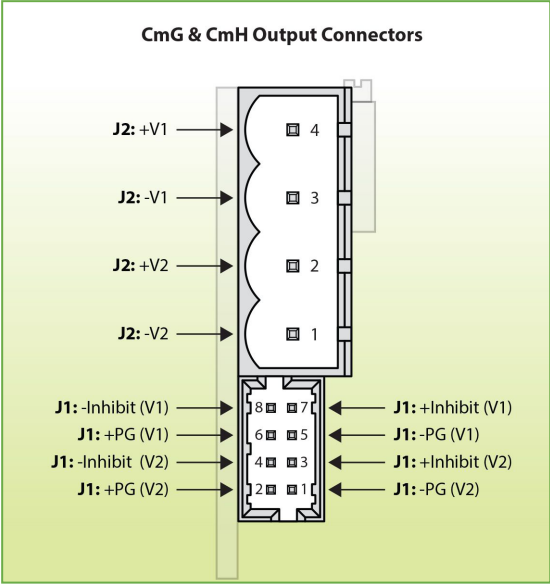 CmG & CmH Output Connectors
J2: +V1 4
J2: -V1 3
J2: +V2 2
J2: -V2 1
J1: -Inhibit (V1) 8 7 J1: +Inhibit (V1)
J1: +PG (V1) 6 5 J1: -PG (V1)
J1: -Inhibit (V2) 4 3 J1: +Inhibit (V2)
J1: +PG (V2) 2 1 J1: -PG (V2)